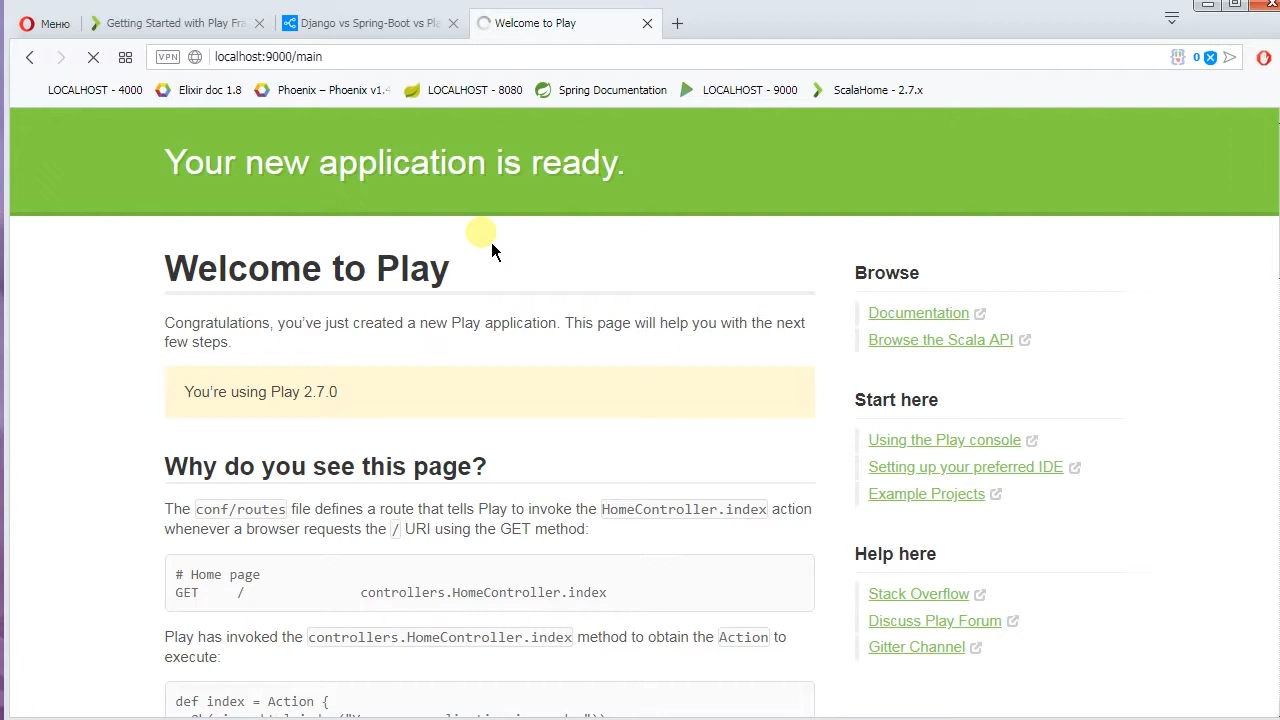 Меню
Getting Started with Play Fra
Django vs Spring-Boot vs Pla
Welcome to Play
VPN
localhost:9000/main
0
LOCALHOST - 4000
Elixir doc 1.8
Phoenix – Phoenix v1.4
LOCALHOST - 8080
Spring Documentation
LOCALHOST - 9000
ScalaHome - 2.7.x
Your new application is ready.
Welcome to Play
Congratulations, you’ve just created a new Play application. This page will help you with the next
few steps.
You’re using Play 2.7.0
Why do you see this page?
The conf/routes file defines a route that tells Play to invoke the HomeController.index action
whenever a browser requests the / URI using the GET method:
# Home page
GET / controllers.HomeController.index
Play has invoked the controllers.HomeController.index method to obtain the Action to
execute:
def index = Action {
Browse
Documentation
Browse the Scala API
Start here
Using the Play console
Setting up your preferred IDE
Example Projects
Help here
Stack Overflow
Discuss Play Forum
Gitter Channel